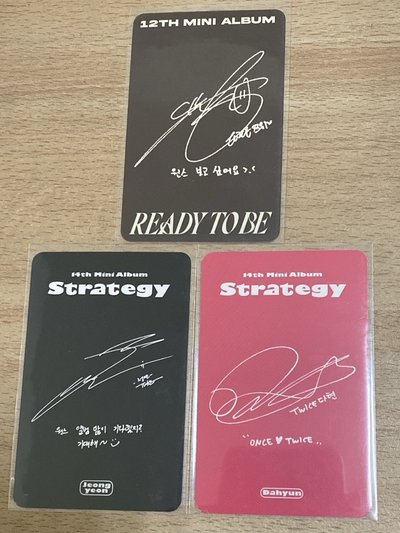 12TH MINI ALBUM
원스 보고 싶어요 >.<
READY TO BE
14th Mini Album
Strategy
원스 앨범 많이 기다렸지?
기대해~
Jeong
yeon
14th Mini Album
Strategy
TWICE 다현
ONCE ♥ TWICE
Dahyun